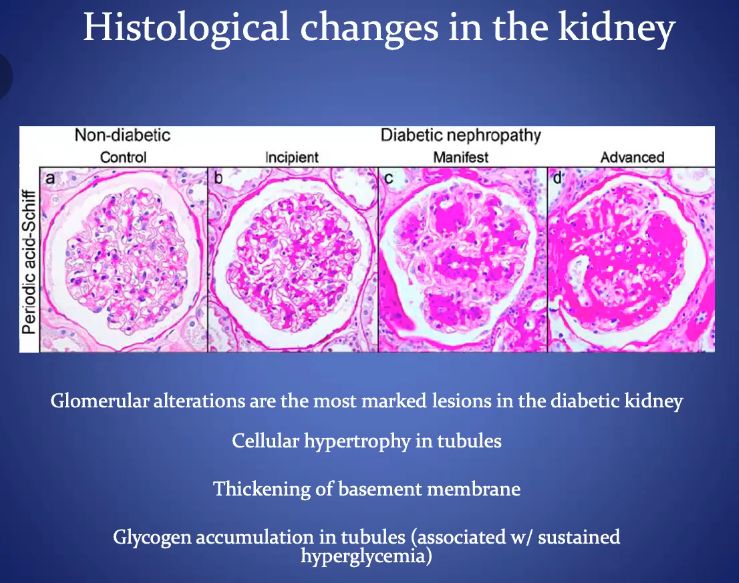 Histological changes in the kidney
Non-diabetic
Diabetic nephropathy
Control
Incipient
Manifest
Advanced
Periodic acid-Schiff
a
b
c
d
Glomerular alterations are the most marked lesions in the diabetic kidney
Cellular hypertrophy in tubules
Thickening of basement membrane
Glycogen accumulation in tubules (associated w/ sustained
hyperglycemia)